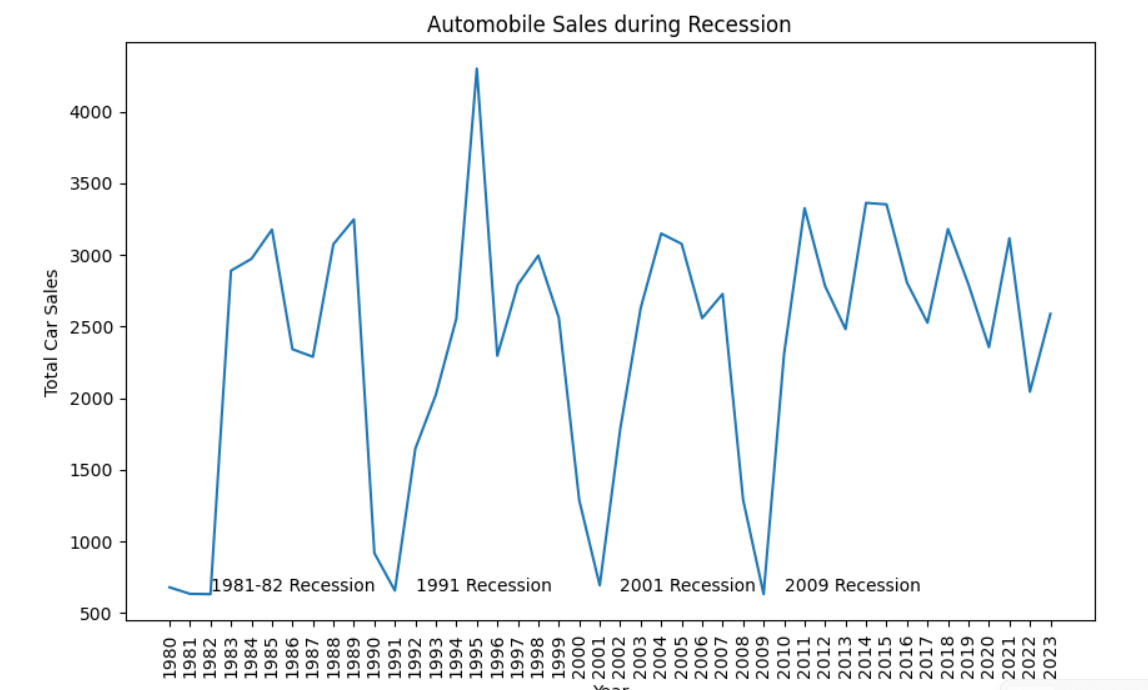 Automobile Sales during Recession
Total Car Sales
4000
3500
3000
2500
2000
1500
1000
500
1981-82 Recession 1991 Recession 2001 Recession 2009 Recession
1980 1981 1982 1983 1984 1985 1986 1987 1988 1989 1990 1991 1992 1993 1994 1995 1996 1997 1998 1999 2000 2001 2002 2003 2004 2005 2006 2007 2008 2009 2010 2011 2012 2013 2014 2015 2016 2017 2018 2019 2020 2021 2022 2023
Year